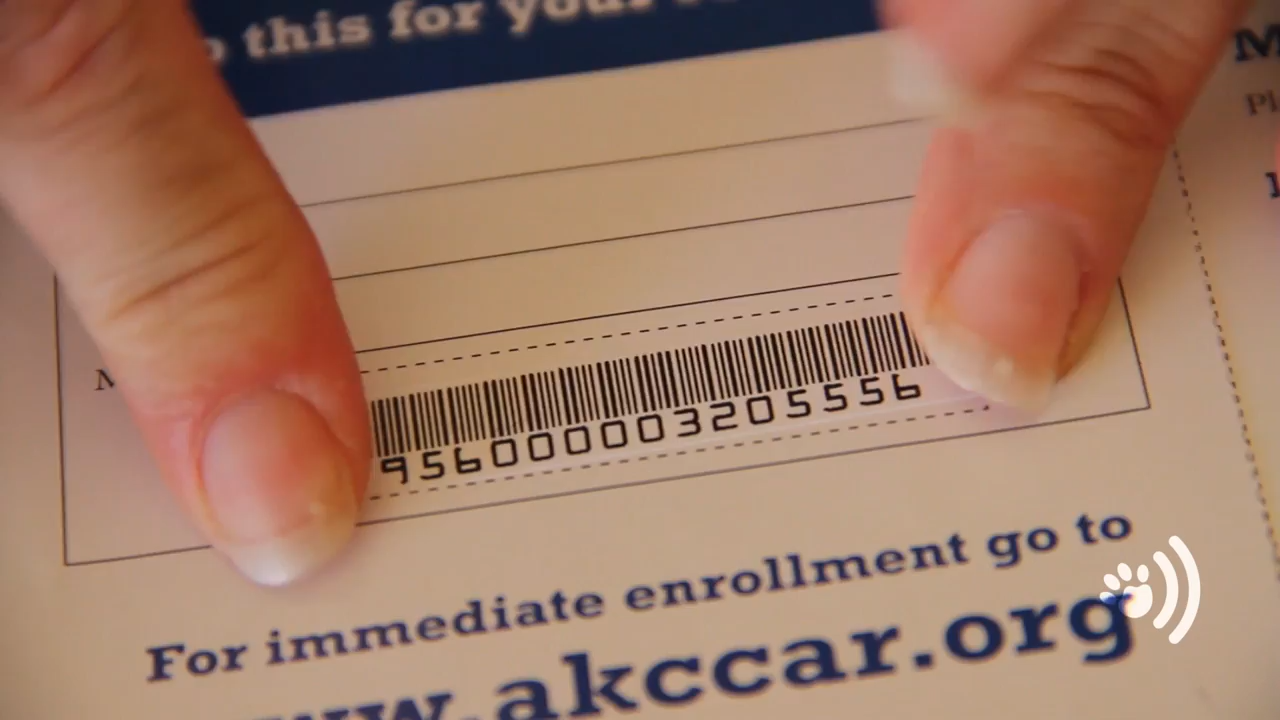 this for your
M
956000003205556
For immediate enrollment go to
www.akccar.org